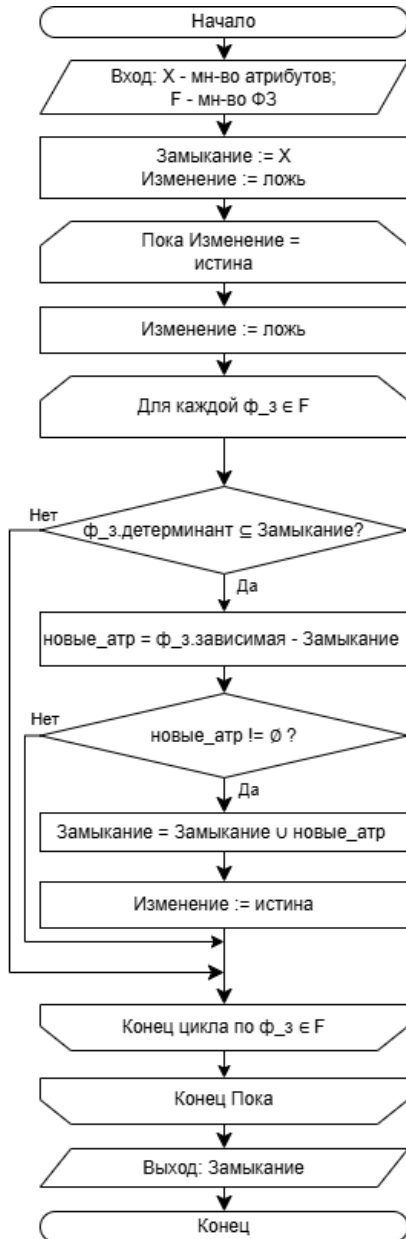 Начало
Вход: X - мн-во атрибутов;
F - мн-во ФЗ
Замыкание := X
Изменение := ложь
Пока Изменение =
истина
Изменение := ложь
Для каждой ф_з ∈ F
Нет
ф_з.детерминант ⊆ Замыкание?
Да
новые_атр = ф_з.зависимая - Замыкание
Нет
новые_атр != ∅ ?
Да
Замыкание = Замыкание ∪ новые_атр
Изменение := истина
Конец цикла по ф_з ∈ F
Конец Пока
Выход: Замыкание
Конец